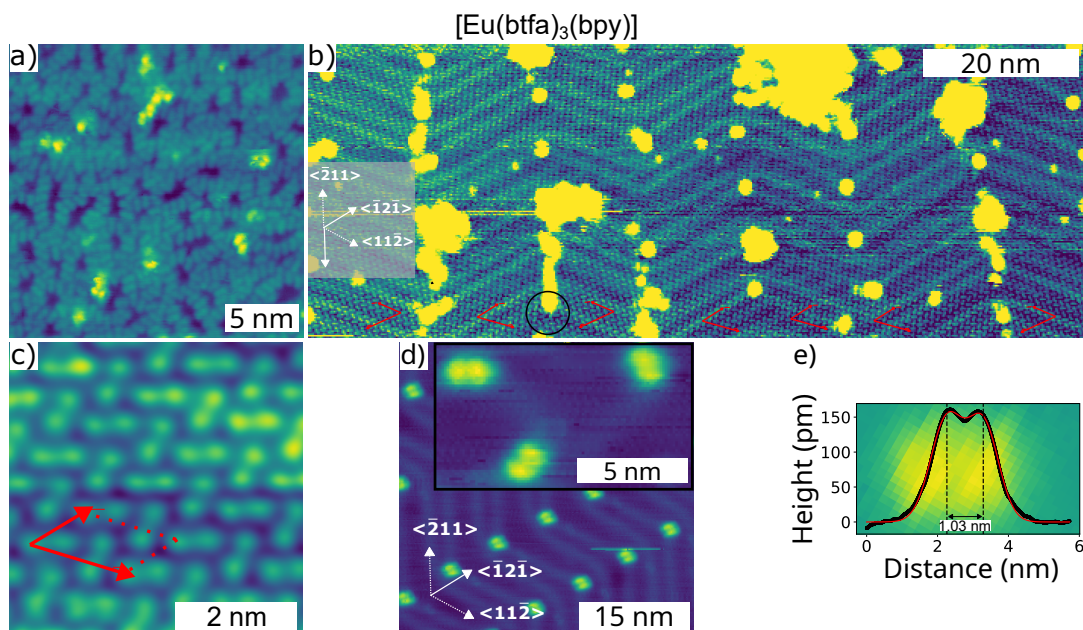 [Eu(btfa)₃(bpy)]
a)
5 nm
b)
20 nm
<2̄11>
<1̄21̄>
<112̄>
c)
2 nm
d)
5 nm
<2̄11>
<1̄21̄>
<112̄>
15 nm
e)
Height (pm)
150
100
50
0
1.03 nm
0 2 4 6
Distance (nm)